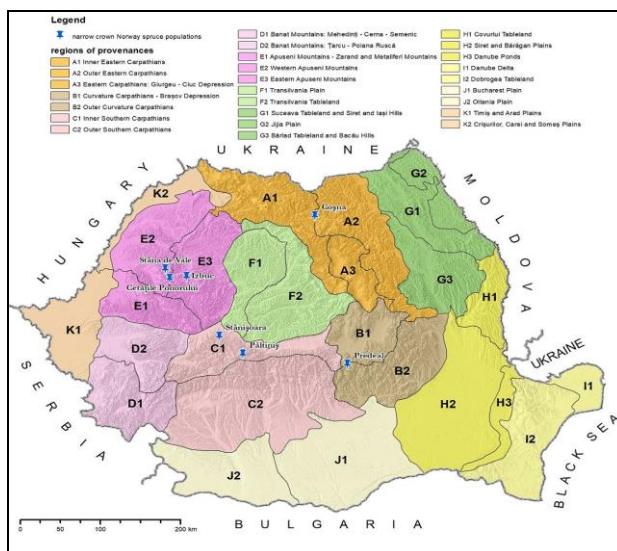 Legend
narrow crown Norway spruce populations
regions of provenances
A1 Inner Eastern Carpathians
A2 Outer Eastern Carpathians
A3 Eastern Carpathians: Giurgeu - Ciuc Depression
B1 Curvature Carpathians - Brașov Depression
B2 Outer Curvature Carpathians
C1 Inner Southern Carpathians
C2 Outer Southern Carpathians
D1 Banat Mountains: Mehedinți - Cerna - Semenic
D2 Banat Mountains: Țarcu - Poiana Ruscă
E1 Apuseni Mountains - Zarand and Metaliferi Mountains
E2 Western Apuseni Mountains
E3 Eastern Apuseni Mountains
F1 Transilvania Plain
F2 Transilvania Tableland
G1 Suceava Tableland and Siret and Iași Hills
G2 Jijia Plain
G3 Bârlad Tableland and Bacău Hills
H1 Covurlui Tableland
H2 Siret and Bărăgan Plains
H3 Danube Ponds
I1 Danube Delta
I2 Dobrogea Tableland
J1 Bucharest Plain
J2 Oltenia Plain
K1 Timiș and Arad Plains
K2 Crișurilor, Carei and Someș Plains
UKRAINE
HUNGARY
MOLDOVA
K2
A1
A2
G2
G1
Coșna
E2
E3
Stâna de Vale
Izbuc
Cetățile Ponorului
F1
F2
A3
G3
H1
E1
K1
Stânișoara
B1
D2
C1
Păltiniș
Predeal
B2
UKRAINE
SERBIA
D1
C2
H2
H3
I1
I2
J2
J1
BLACK SEA
BULGARIA
0 50 100 200 km